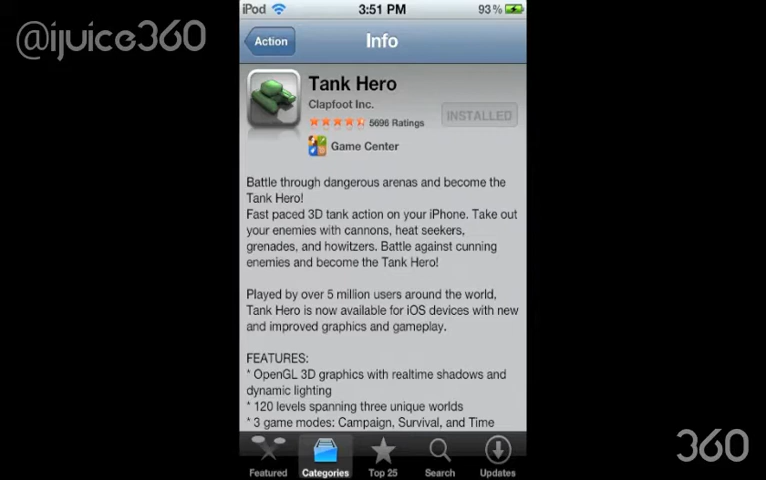 @ijuice360
iPod 3:51 PM 93%
Action Info
Tank Hero
Clapfoot Inc.
5696 Ratings
INSTALLED
Game Center
Battle through dangerous arenas and become the
Tank Hero!
Fast paced 3D tank action on your iPhone. Take out
your enemies with cannons, heat seekers,
grenades, and howitzers. Battle against cunning
enemies and become the Tank Hero!
Played by over 5 million users around the world,
Tank Hero is now available for iOS devices with new
and improved graphics and gameplay.
FEATURES:
* OpenGL 3D graphics with realtime shadows and
dynamic lighting
* 120 levels spanning three unique worlds
* 3 game modes: Campaign, Survival, and Time
Featured Categories Top 25 Search Updates
360